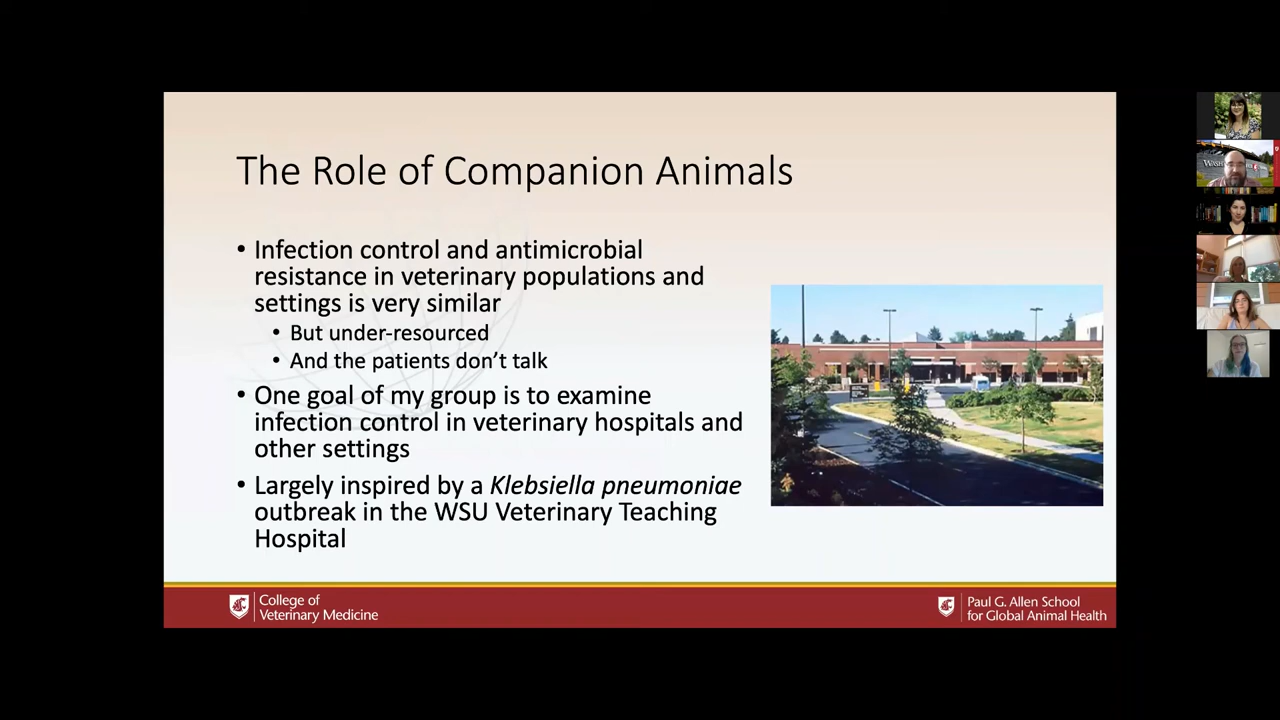 The Role of Companion Animals
• Infection control and antimicrobial
resistance in veterinary populations and
settings is very similar
• But under-resourced
• And the patients don't talk
• One goal of my group is to examine
infection control in veterinary hospitals and
other settings
• Largely inspired by a Klebsiella pneumoniae
outbreak in the WSU Veterinary Teaching
Hospital
College of
Veterinary Medicine
Paul G. Allen School
for Global Animal Health